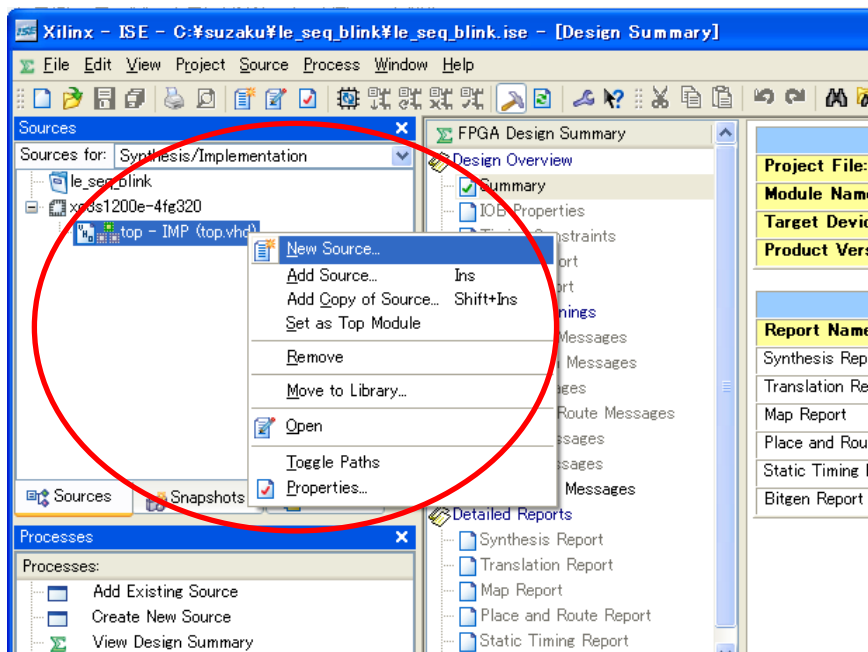 Xilinx - ISE - C:¥suzaku¥le_seq_blink¥le_seq_blink.ise - [Design Summary]
File Edit View Project Source Process Window Help
Sources
Sources for: Synthesis/Implementation
le_seq_blink
xc3s1200e-4fg320
top - IMP (top.vhd)
New Source...
Add Source... Ins
Add Copy of Source... Shift+Ins
Set as Top Module
Remove
Move to Library...
Open
Toggle Paths
Properties...
Sources
Snapshots
Processes
Processes:
Add Existing Source
Create New Source
View Design Summary
FPGA Design Summary
Design Overview
Summary
IOB Properties
Messages
Messages
Route Messages
Messages
Detailed Reports
Synthesis Report
Translation Report
Map Report
Place and Route Report
Static Timing Report
Project File:
Module Name
Target Devic
Product Vers
Report Name
Synthesis Rep
Translation Re
Map Report
Place and Rou
Static Timing
Bitgen Report